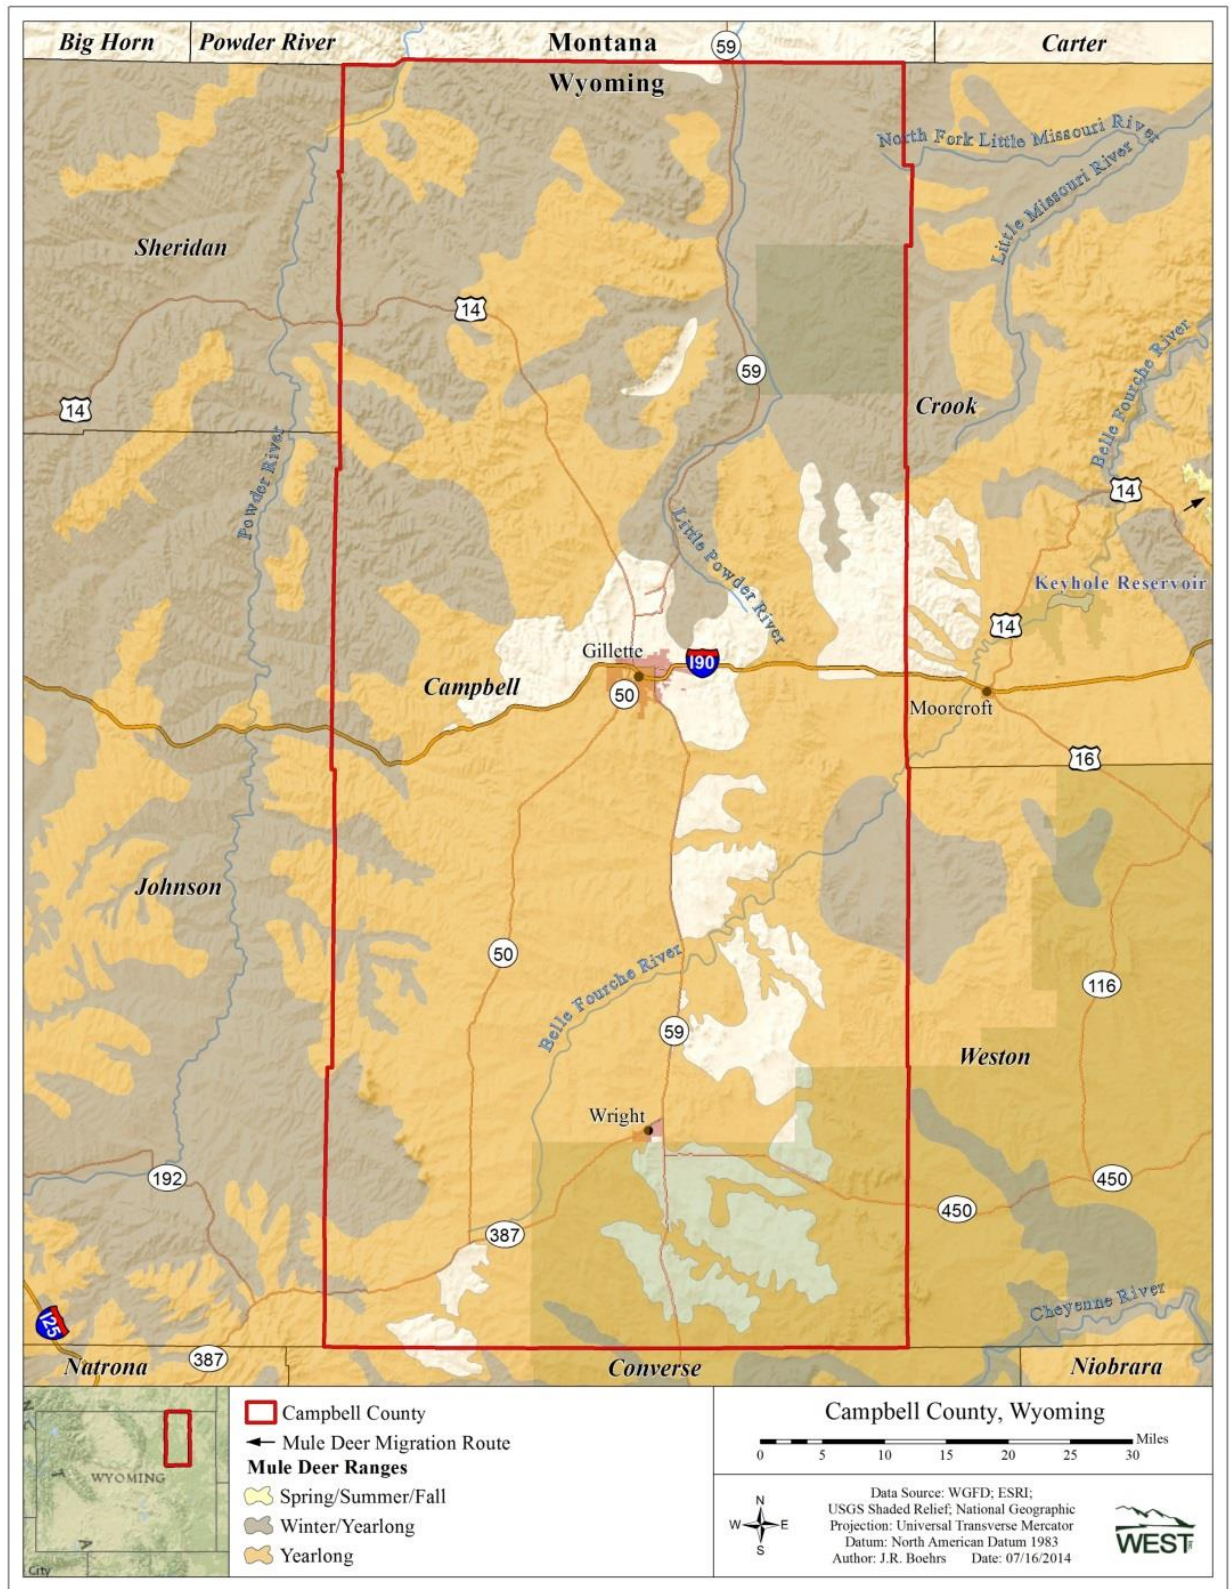 Big Horn
Powder River
Montana
59
Carter
Wyoming
North Fork Little Missouri River
Little Missouri River
Sheridan
14
59
Belle Fourche River
14
Crook
Powder River
14
Little Powder River
Keyhole Reservoir
14
Gillette
I90
Campbell
50
Moorcroft
16
Johnson
50
Belle Fourche River
116
59
Weston
Wright
192
450
450
387
Cheyenne River
I25
Natrona
387
Converse
Niobrara
WYOMING
City
Campbell County
Mule Deer Migration Route
Mule Deer Ranges
Spring/Summer/Fall
Winter/Yearlong
Yearlong
Campbell County, Wyoming
Miles
0 5 10 15 20 25 30
N
W E
S
Data Source: WGFD; ESRI;
USGS Shaded Relief; National Geographic
Projection: Universal Transverse Mercator
Datum: North American Datum 1983
Author: J.R. Boehrs Date: 07/16/2014
WEST